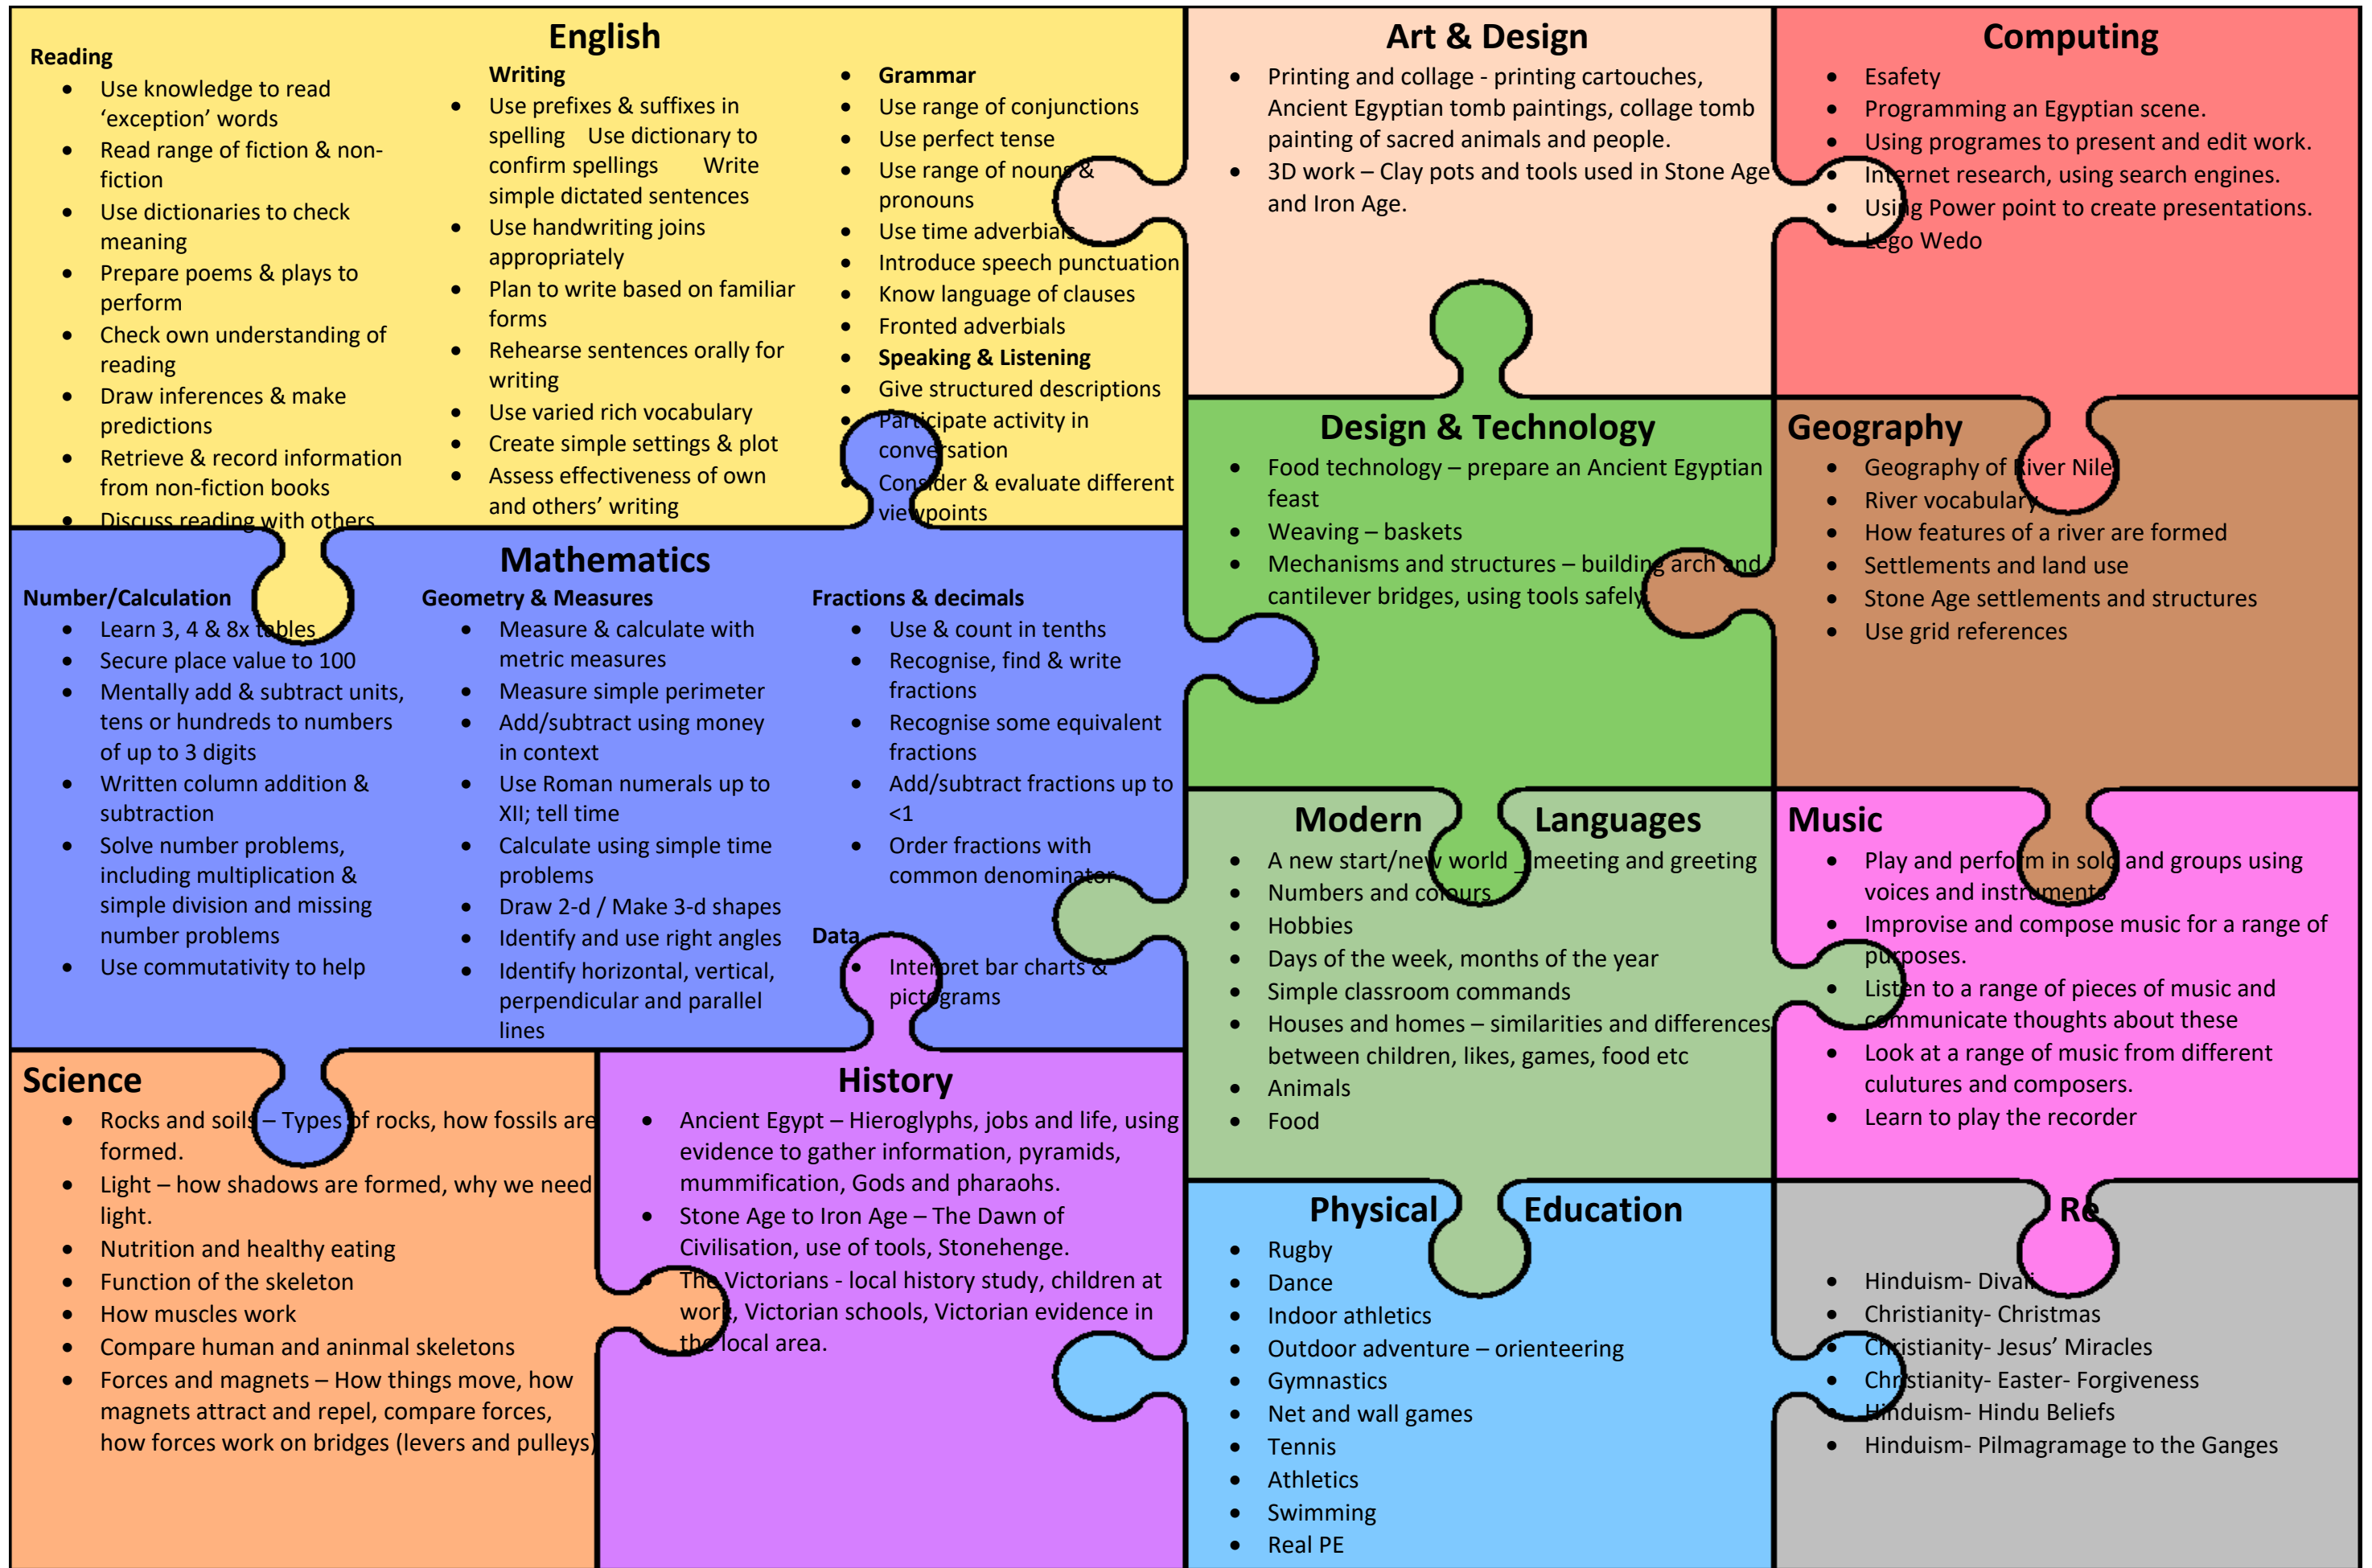 English
Reading
• Use knowledge to read
‘exception’ words
• Read range of fiction & non-
fiction
• Use dictionaries to check
meaning
• Prepare poems & plays to
perform
• Check own understanding of
reading
• Draw inferences & make
predictions
• Retrieve & record information
from non-fiction books
• Discuss reading with others
Writing
• Use prefixes & suffixes in
spelling Use dictionary to
confirm spellings Write
simple dictated sentences
• Use handwriting joins
appropriately
• Plan to write based on familiar
forms
• Rehearse sentences orally for
writing
• Use varied rich vocabulary
• Create simple settings & plot
• Assess effectiveness of own
and others’ writing
• Grammar
• Use range of conjunctions
• Use perfect tense
• Use range of nouns &
pronouns
• Use time adverbials
• Introduce speech punctuation
• Know language of clauses
• Fronted adverbials
• Speaking & Listening
• Give structured descriptions
• Participate activity in
conversation
• Consider & evaluate different
viewpoints
Art & Design
• Printing and collage - printing cartouches,
Ancient Egyptian tomb paintings, collage tomb
painting of sacred animals and people.
• 3D work – Clay pots and tools used in Stone Age
and Iron Age.
Computing
• Esafety
• Programming an Egyptian scene.
• Using programes to present and edit work.
• Internet research, using search engines.
• Using Power point to create presentations.
• Lego Wedo
Design & Technology
• Food technology – prepare an Ancient Egyptian
feast
• Weaving – baskets
• Mechanisms and structures – building arch and
cantilever bridges, using tools safely
Geography
• Geography of River Nile
• River vocabulary
• How features of a river are formed
• Settlements and land use
• Stone Age settlements and structures
• Use grid references
Mathematics
Number/Calculation
• Learn 3, 4 & 8x tables
• Secure place value to 100
• Mentally add & subtract units,
tens or hundreds to numbers
of up to 3 digits
• Written column addition &
subtraction
• Solve number problems,
including multiplication &
simple division and missing
number problems
• Use commutativity to help
Geometry & Measures
• Measure & calculate with
metric measures
• Measure simple perimeter
• Add/subtract using money
in context
• Use Roman numerals up to
XII; tell time
• Calculate using simple time
problems
• Draw 2-d / Make 3-d shapes
• Identify and use right angles
• Identify horizontal, vertical,
perpendicular and parallel
lines
Fractions & decimals
• Use & count in tenths
• Recognise, find & write
fractions
• Recognise some equivalent
fractions
• Add/subtract fractions up to
<1
• Order fractions with
common denominator
Data
• Interpret bar charts &
pictograms
Modern Languages
• A new start/new world _ meeting and greeting
• Numbers and colours
• Hobbies
• Days of the week, months of the year
• Simple classroom commands
• Houses and homes – similarities and differences
between children, likes, games, food etc
• Animals
• Food
Music
• Play and perform in solo and groups using
voices and instruments
• Improvise and compose music for a range of
purposes.
• Listen to a range of pieces of music and
communicate thoughts about these
• Look at a range of music from different
culutures and composers.
• Learn to play the recorder
Science
• Rocks and soils – Types of rocks, how fossils are
formed.
• Light – how shadows are formed, why we need
light.
• Nutrition and healthy eating
• Function of the skeleton
• How muscles work
• Compare human and aninmal skeletons
• Forces and magnets – How things move, how
magnets attract and repel, compare forces,
how forces work on bridges (levers and pulleys)
History
• Ancient Egypt – Hieroglyphs, jobs and life, using
evidence to gather information, pyramids,
mummification, Gods and pharaohs.
• Stone Age to Iron Age – The Dawn of
Civilisation, use of tools, Stonehenge.
• The Victorians - local history study, children at
work, Victorian schools, Victorian evidence in
the local area.
Physical Education
• Rugby
• Dance
• Indoor athletics
• Outdoor adventure – orienteering
• Gymnastics
• Net and wall games
• Tennis
• Athletics
• Swimming
• Real PE
Re
• Hinduism- Divali
• Christianity- Christmas
• Christianity- Jesus’ Miracles
• Christianity- Easter- Forgiveness
• Hinduism- Hindu Beliefs
• Hinduism- Pilmagramage to the Ganges